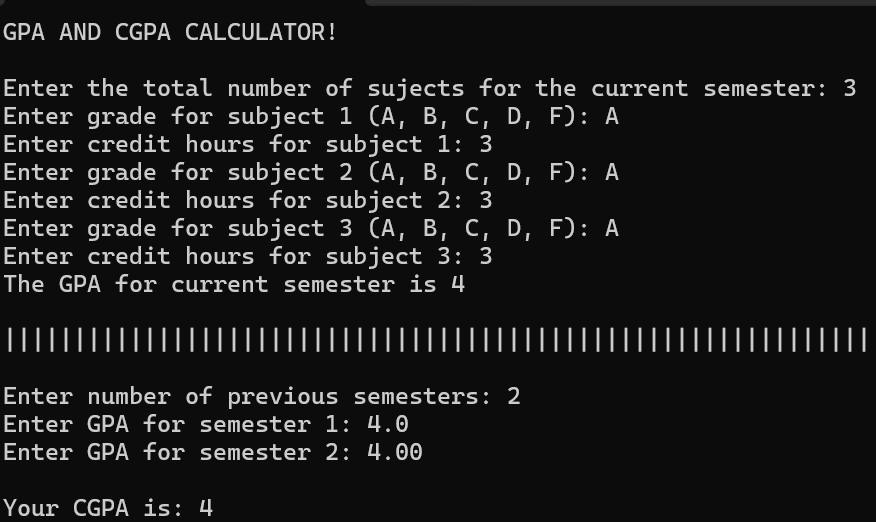 GPA AND CGPA CALCULATOR!
Enter the total number of sujects for the current semester: 3
Enter grade for subject 1 (A, B, C, D, F): A
Enter credit hours for subject 1: 3
Enter grade for subject 2 (A, B, C, D, F): A
Enter credit hours for subject 2: 3
Enter grade for subject 3 (A, B, C, D, F): A
Enter credit hours for subject 3: 3
The GPA for current semester is 4
||||||||||||||||||||||||||||||||||||||||||||||||||||||||||||||
Enter number of previous semesters: 2
Enter GPA for semester 1: 4.0
Enter GPA for semester 2: 4.00
Your CGPA is: 4